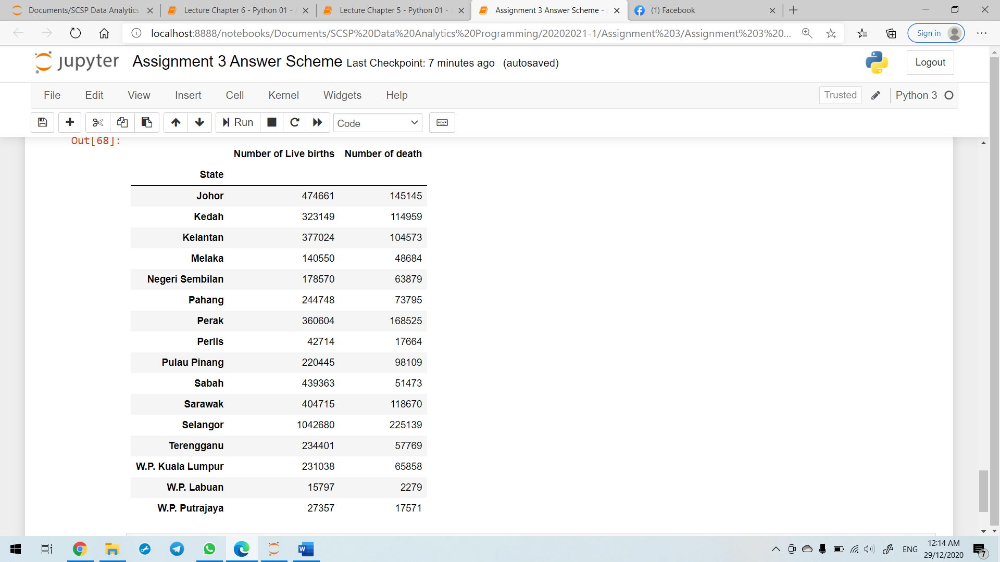 Documents/SCSP Data Analytics
Lecture Chapter 6 - Python 01 -
Lecture Chapter 5 - Python 01 -
Assignment 3 Answer Scheme -
(1) Facebook
localhost:8888/notebooks/Documents/SCSP%20Data%20Analytics%20Programming/20202021-1/Assignment%203/Assignment%203%20...
Sign in
jupyter Assignment 3 Answer Scheme Last Checkpoint: 7 minutes ago (autosaved)
Logout
File Edit View Insert Cell Kernel Widgets Help
Trusted Python 3
Run Code
Out[68]:
Number of Live births Number of death
State
Johor 474661 145145
Kedah 323149 114959
Kelantan 377024 104573
Melaka 140550 48684
Negeri Sembilan 178570 63879
Pahang 244748 73795
Perak 360604 168525
Perlis 42714 17664
Pulau Pinang 220445 98109
Sabah 439363 51473
Sarawak 404715 118670
Selangor 1042680 225139
Terengganu 234401 57769
W.P. Kuala Lumpur 231038 65858
W.P. Labuan 15797 2279
W.P. Putrajaya 27357 17571
W
ENG
12:14 AM
29/12/2020
7